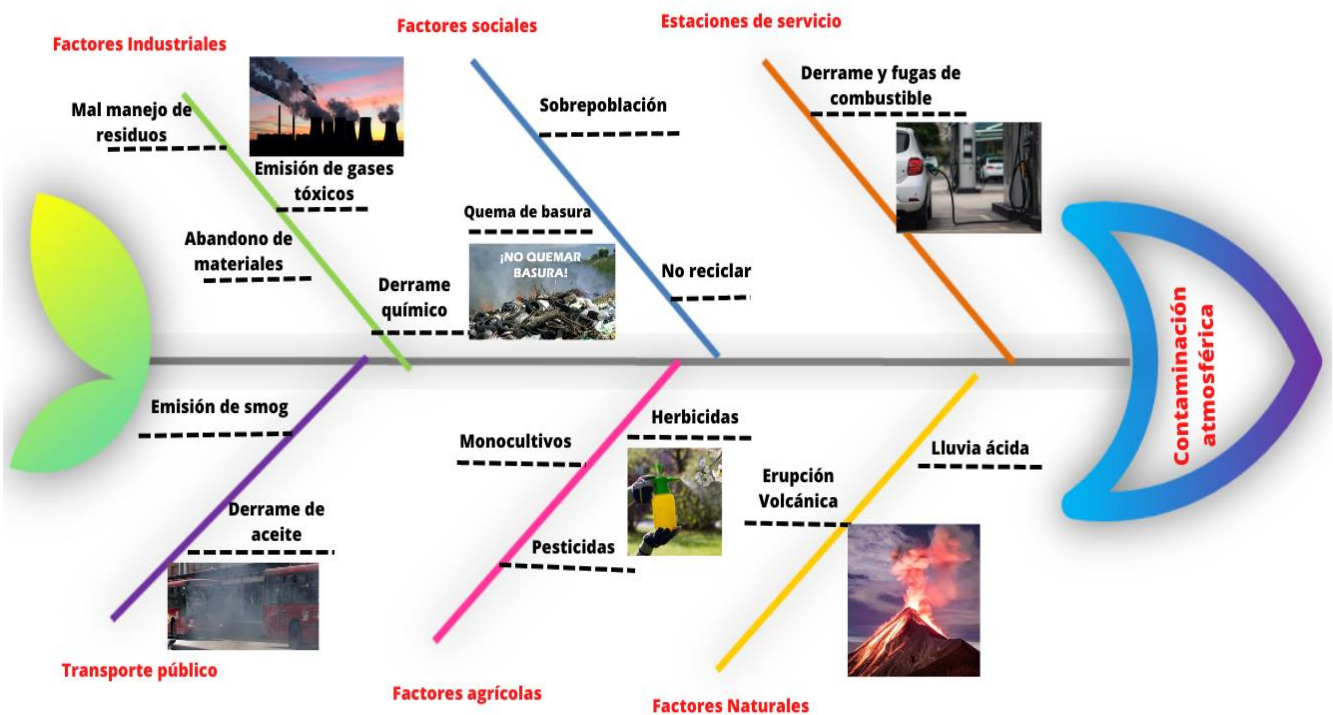 Factores Industriales
Mal manejo de
residuos
Emisión de gases
tóxicos
Abandono de
materiales
Derrame
químico
Factores sociales
Sobrepoblación
Quema de basura
¡NO QUEMAR
BASURA!
No reciclar
Estaciones de servicio
Derrame y fugas de
combustible
Contaminación
atmosférica
Emisión de smog
Derrame de
aceite
Transporte público
Monocultivos
Herbicidas
Pesticidas
Factores agrícolas
Erupción
Volcánica
Lluvia ácida
Factores Naturales